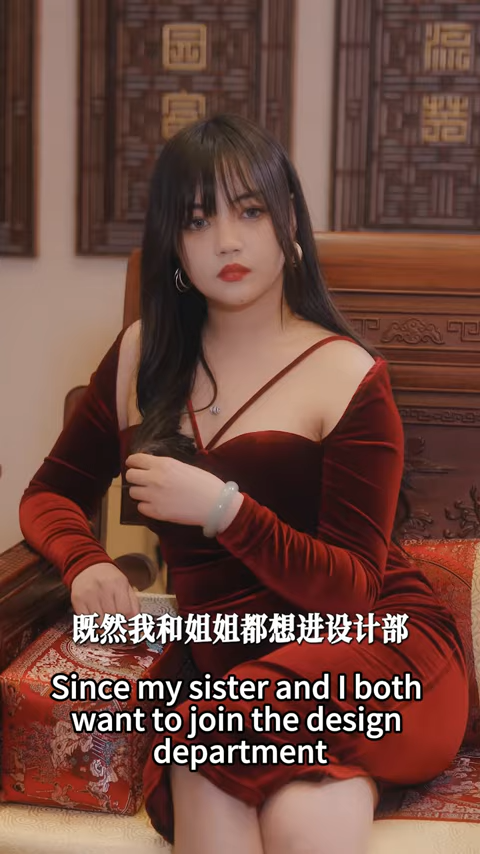 既然我和姐姐都想进设计部
Since my sister and I both
want to join the design
department